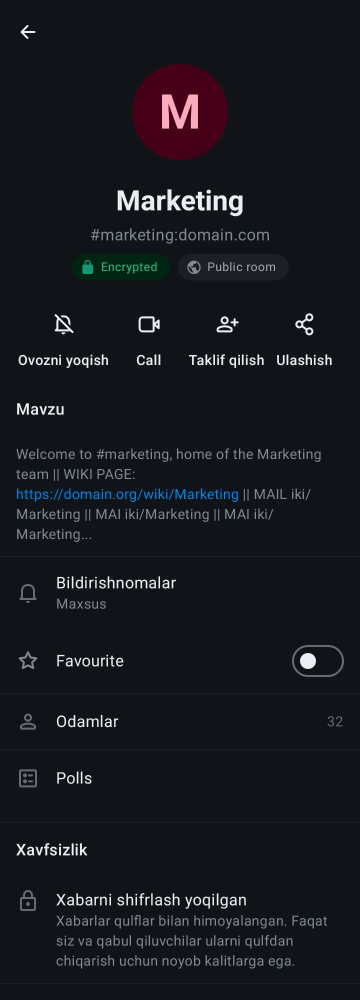 M
Marketing
#marketing:domain.com
Encrypted
Public room
Ovozni yoqish
Call
Taklif qilish
Ulashish
Mavzu
Welcome to #marketing, home of the Marketing
team || WIKI PAGE:
https://domain.org/wiki/Marketing || MAIL iki/
Marketing || MAI iki/Marketing || MAI iki/
Marketing...
Bildirishnomalar
Maxsus
Favourite
Odamlar 32
Polls
Xavfsizlik
Xabarni shifrlash yoqilgan
Xabarlar qulflar bilan himoyalangan. Faqat
siz va qabul qiluvchilar ularni qulfdan
chiqarish uchun noyob kalitlarga ega.